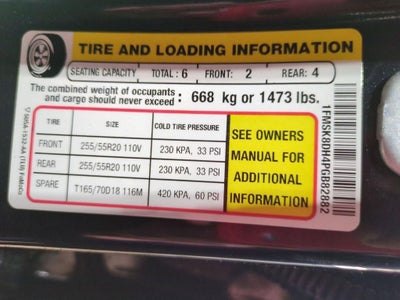 TIRE AND LOADING INFORMATION
SEATING CAPACITY TOTAL: 6 FRONT: 2 REAR: 4
The combined weight of occupants
and cargo should never exceed : 668 kg or 1473 lbs.
TIRE SIZE COLD TIRE PRESSURE
FRONT 255/55R20 110V 230 KPA, 33 PSI
REAR 255/55R20 110V 230 KPA, 33 PSI
SPARE T165/70D18 116M 420 KPA, 60 PSI
SEE OWNERS
MANUAL FOR
ADDITIONAL
INFORMATION
1FMSK8DH4PGB82882